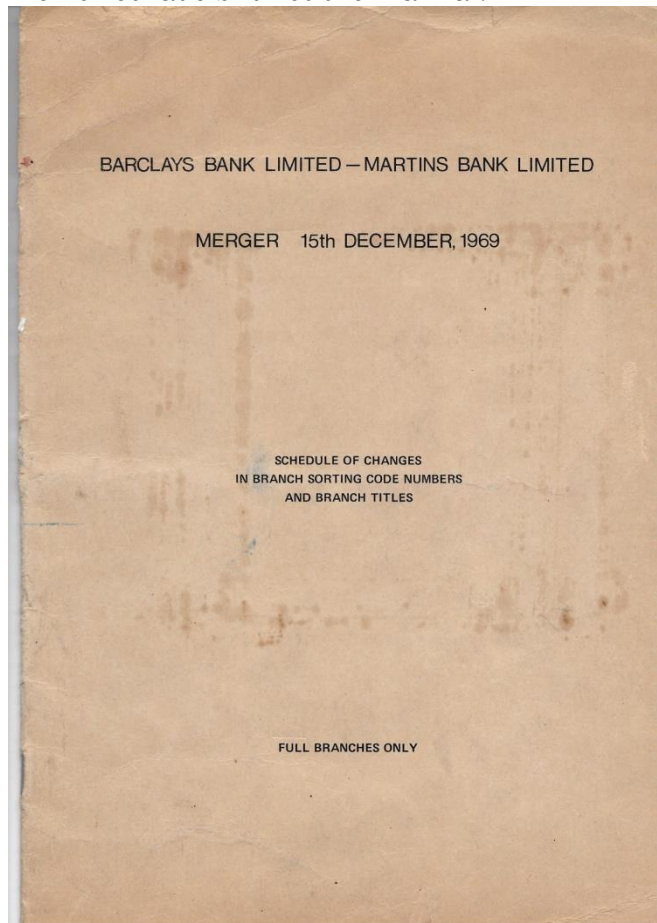 BARCLAYS BANK LIMITED — MARTINS BANK LIMITED
MERGER 15th DECEMBER, 1969
SCHEDULE OF CHANGES
IN BRANCH SORTING CODE NUMBERS
AND BRANCH TITLES
FULL BRANCHES ONLY